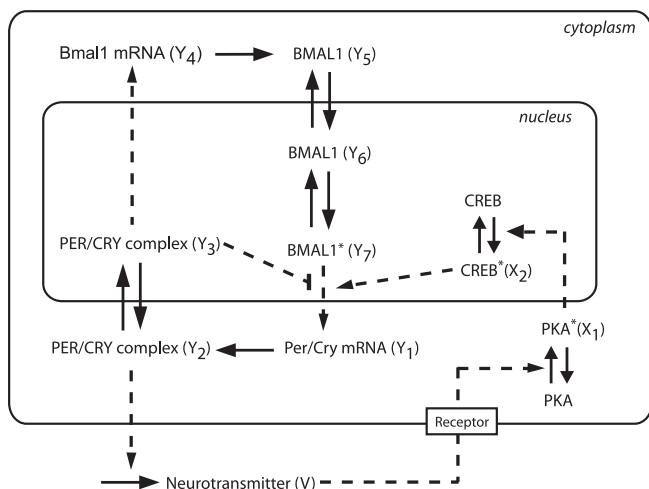 cytoplasm
Bmal1 mRNA (Y4)
BMAL1 (Y5)
nucleus
BMAL1 (Y6)
CREB
PER/CRY complex (Y3)
BMAL1* (Y7)
CREB*(X2)
PER/CRY complex (Y2)
Per/Cry mRNA (Y1)
PKA*(X1)
PKA
Receptor
Neurotransmitter (V)